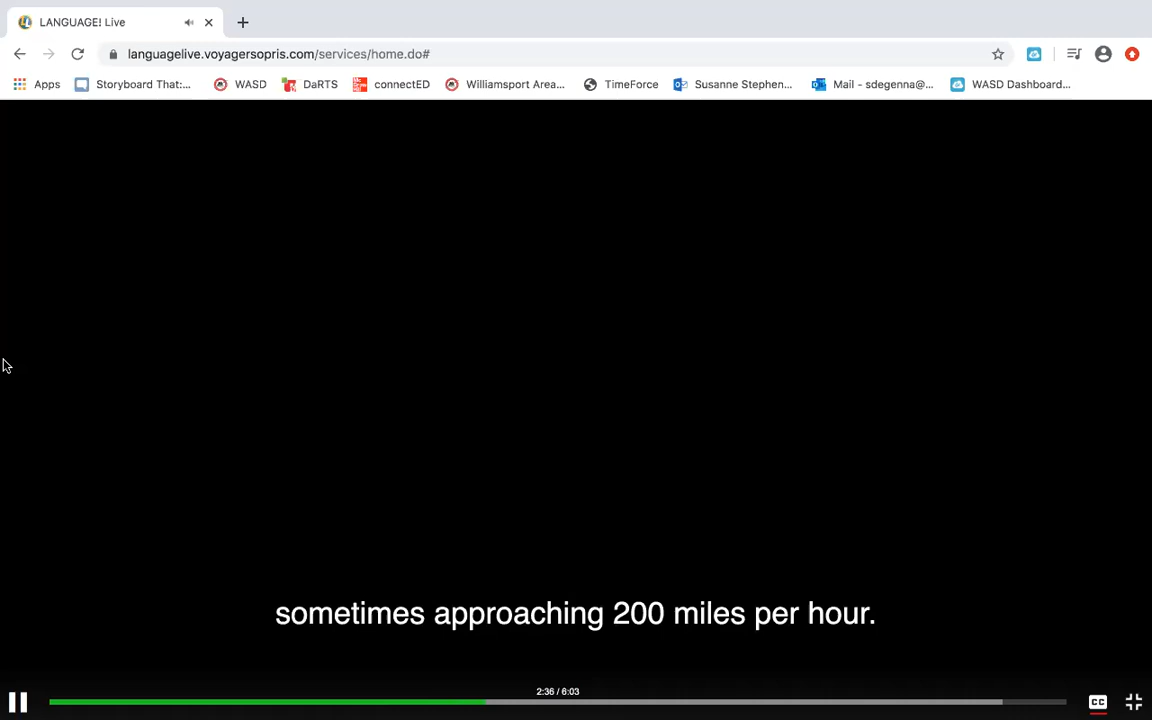 LANGUAGE! Live
languagelive.voyagersopris.com/services/home.do#
Apps Storyboard That:... WASD DaRTS connectED Williamsport Area... TimeForce Susanne Stephen... Mail - sdegenna@... WASD Dashboard...
sometimes approaching 200 miles per hour.
2:36 / 6:03
CC